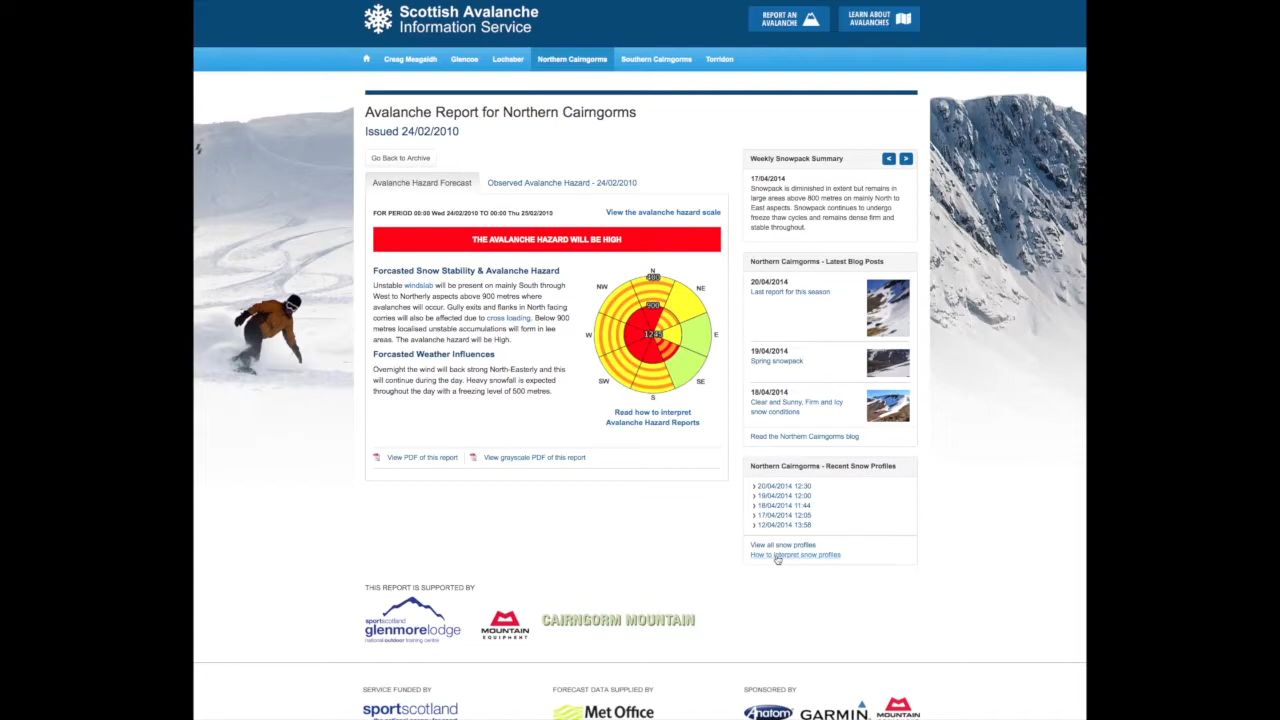 Scottish Avalanche
Information Service
REPORT AN
AVALANCHE
LEARN ABOUT
AVALANCHES
Creag Meagaidh
Glencoe
Lochaber
Northern Cairngorms
Southern Cairngorms
Torridon
Avalanche Report for Northern Cairngorms
Issued 24/02/2010
Go Back to Archive
Avalanche Hazard Forecast
Observed Avalanche Hazard - 24/02/2010
FOR PERIOD 00:00 Wed 24/02/2010 TO 00:00 Thu 25/02/2010
View the avalanche hazard scale
THE AVALANCHE HAZARD WILL BE HIGH
Forcasted Snow Stability & Avalanche Hazard
Unstable windslab will be present on mainly South through
West to Northerly aspects above 900 metres where
avalanches will occur. Gully exits and flanks in North facing
corries will also be affected due to cross loading. Below 900
metres localised unstable accumulations will form in lee
areas. The avalanche hazard will be High.
Forcasted Weather Influences
Overnight the wind will back strong North-Easterly and this
will continue during the day. Heavy snowfall is expected
throughout the day with a freezing level of 500 metres.
N
NE
E
SE
S
SW
W
NW
900
1245
Read how to interpret
Avalanche Hazard Reports
View PDF of this report
View grayscale PDF of this report
Weekly Snowpack Summary
<
>
17/04/2014
Snowpack is diminished in extent but remains in
large areas above 800 metres on mainly North to
East aspects. Snowpack continues to undergo
freeze thaw cycles and remains dense firm and
stable throughout.
Northern Cairngorms - Latest Blog Posts
20/04/2014
Last report for this season
19/04/2014
Spring snowpack
18/04/2014
Clear and Sunny, Firm and Icy
snow conditions
Read the Northern Cairngorms blog
Northern Cairngorms - Recent Snow Profiles
20/04/2014 12:30
19/04/2014 12:00
18/04/2014 11:44
17/04/2014 12:05
12/04/2014 13:58
View all snow profiles
How to interpret snow profiles
THIS REPORT IS SUPPORTED BY
sportscotland
glenmorelodge
national outdoor training centre
MOUNTAIN
EQUIPMENT
CAIRNGORM MOUNTAIN
SERVICE FUNDED BY
sportscotland
FORECAST DATA SUPPLIED BY
Met Office
SPONSORED BY
Anatom
GARMIN
MOUNTAIN